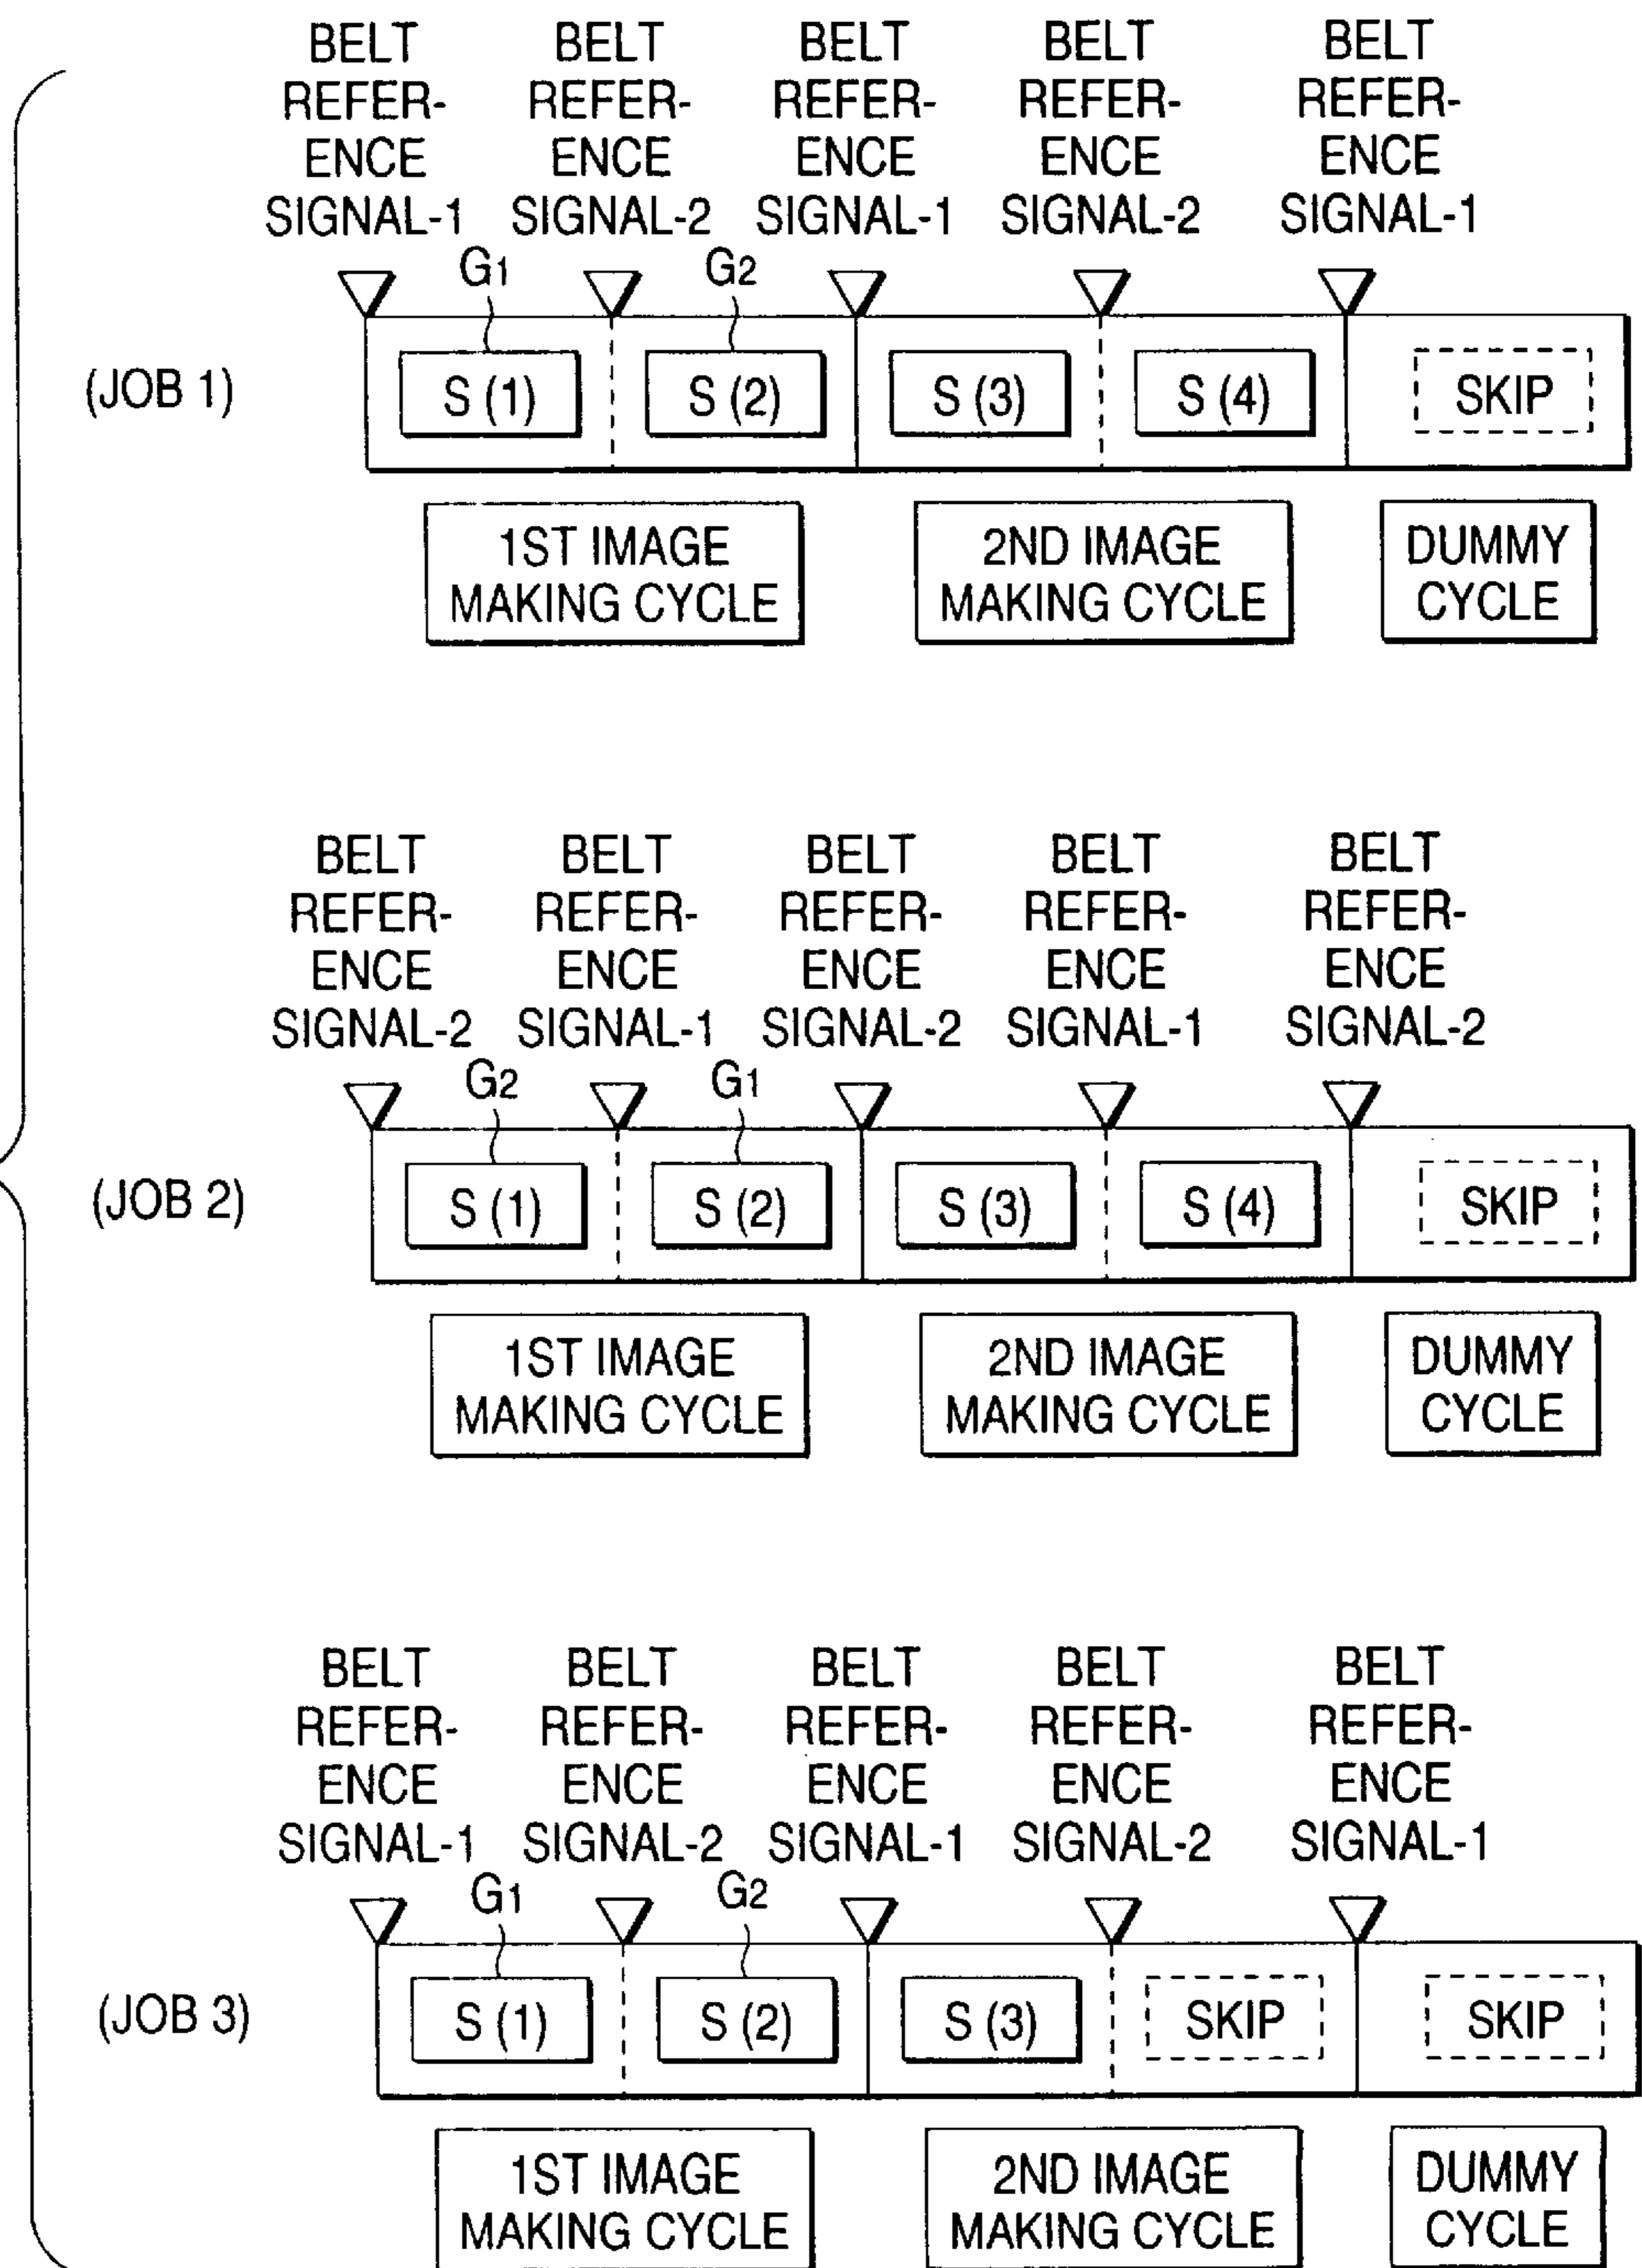 BELT BELT BELT BELT BELT
REFER- REFER- REFER- REFER- REFER-
ENCE ENCE ENCE ENCE ENCE
SIGNAL-1 SIGNAL-2 SIGNAL-1 SIGNAL-2 SIGNAL-1
G1 G2
(JOB 1) S (1) S (2) S (3) S (4) SKIP
1ST IMAGE 2ND IMAGE DUMMY
MAKING CYCLE MAKING CYCLE CYCLE
BELT BELT BELT BELT BELT
REFER- REFER- REFER- REFER- REFER-
ENCE ENCE ENCE ENCE ENCE
SIGNAL-2 SIGNAL-1 SIGNAL-2 SIGNAL-1 SIGNAL-2
G2 G1
(JOB 2) S (1) S (2) S (3) S (4) SKIP
1ST IMAGE 2ND IMAGE DUMMY
MAKING CYCLE MAKING CYCLE CYCLE
BELT BELT BELT BELT BELT
REFER- REFER- REFER- REFER- REFER-
ENCE ENCE ENCE ENCE ENCE
SIGNAL-1 SIGNAL-2 SIGNAL-1 SIGNAL-2 SIGNAL-1
G1 G2
(JOB 3) S (1) S (2) S (3) SKIP SKIP
1ST IMAGE 2ND IMAGE DUMMY
MAKING CYCLE MAKING CYCLE CYCLE